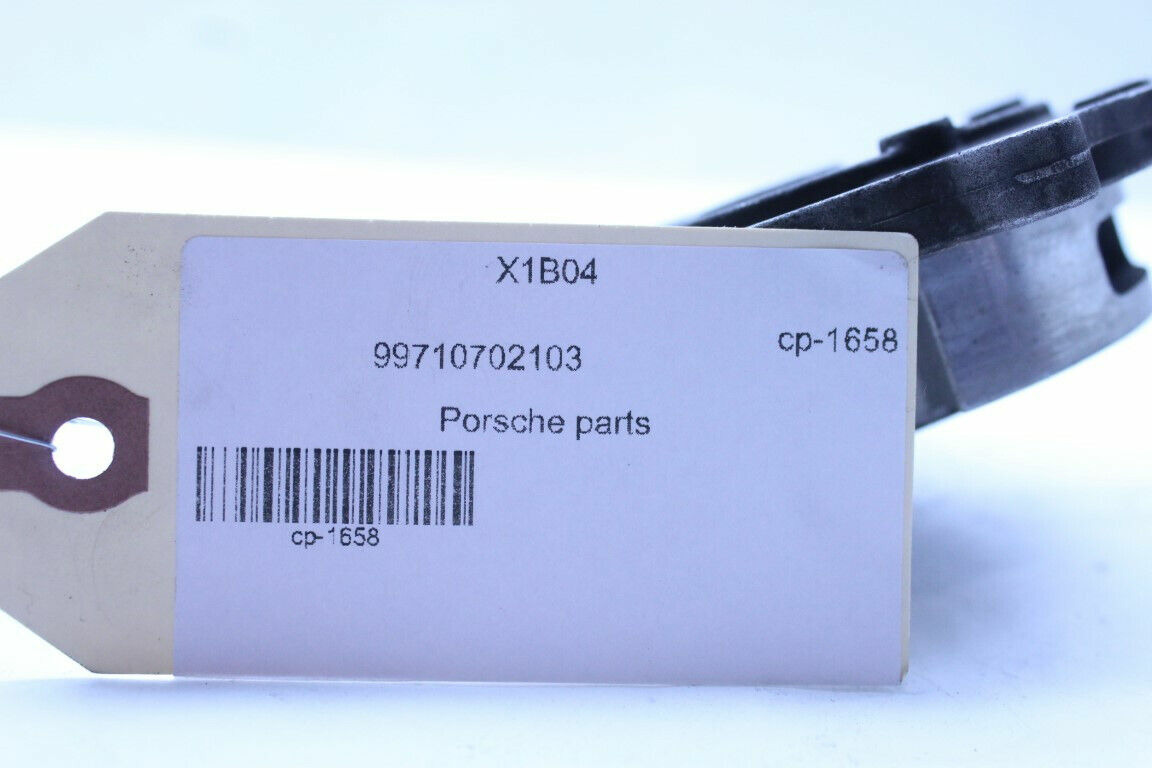 X1B04
cp-1658
99710702103
Porsche parts
cp-1658